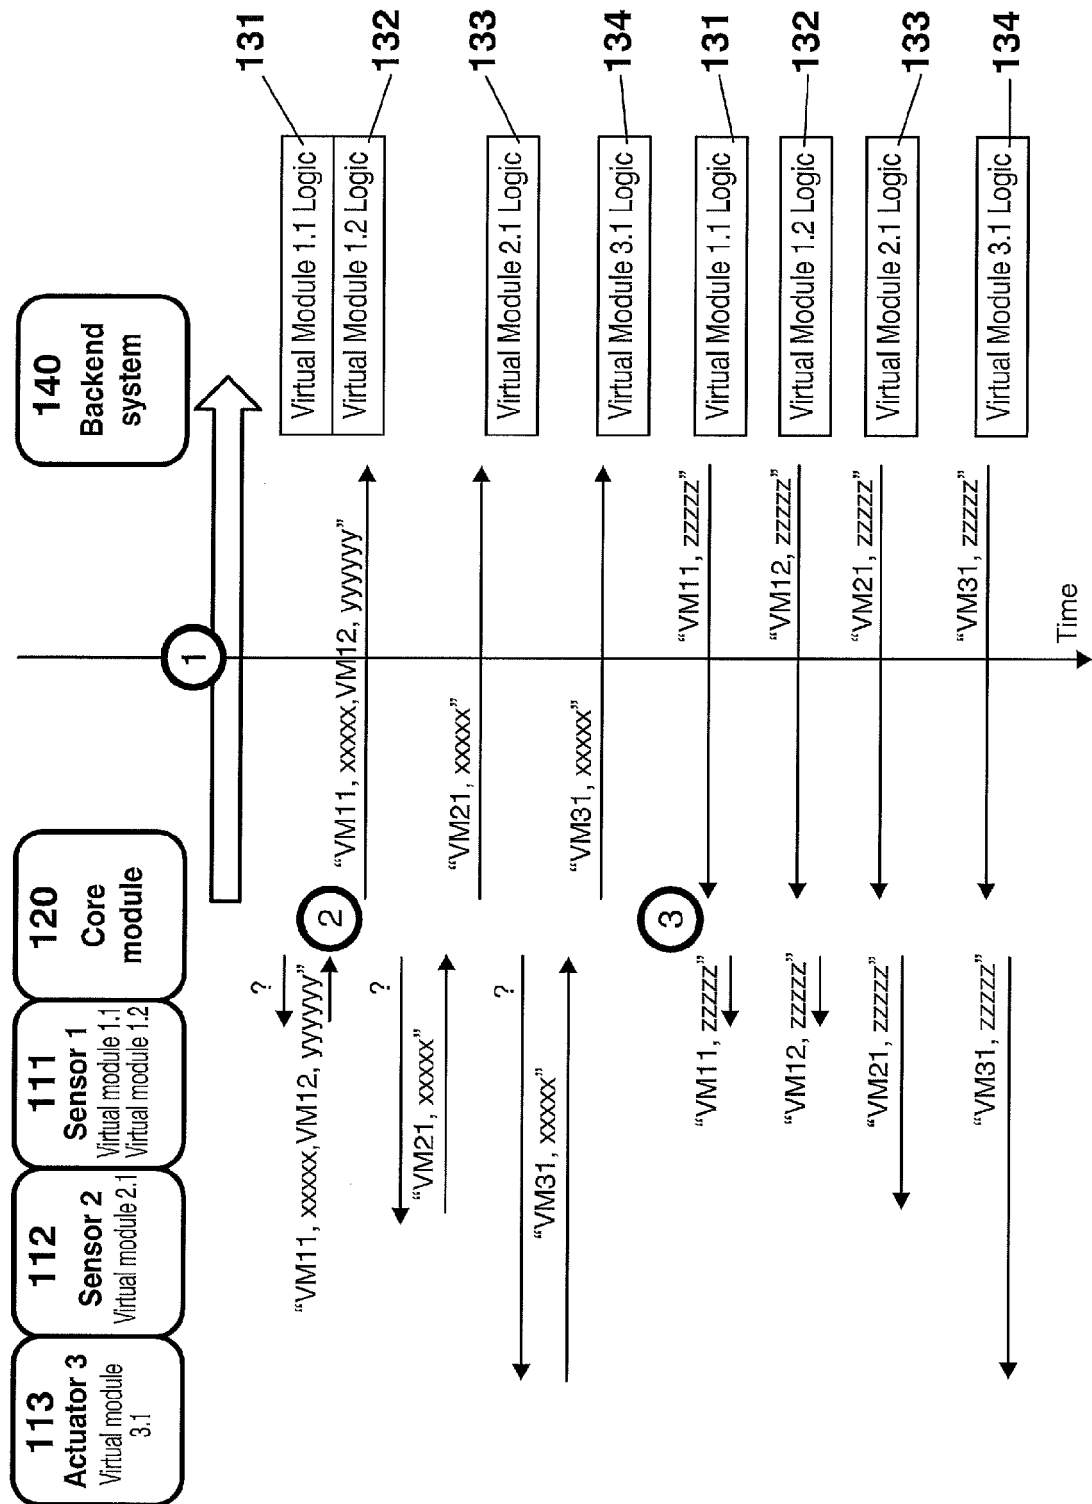 113
Actuator 3
Virtual module
3.1
112
Sensor 2
Virtual module 2.1
111
Sensor 1
Virtual module 1.1
Virtual module 1.2
120
Core
module
140
Backend
system
1
?
“VM11, xxxxx,VM12, yyyyyy”
2
“VM11, xxxxx,VM12, yyyyyy”
Virtual Module 1.1 Logic
131
Virtual Module 1.2 Logic
132
?
“VM21, xxxxx”
“VM21, xxxxx”
Virtual Module 2.1 Logic
133
?
“VM31, xxxxx”
“VM31, xxxxx”
Virtual Module 3.1 Logic
134
3
“VM11, zzzzz”
“VM11, zzzzz”
Virtual Module 1.1 Logic
131
“VM12, zzzzz”
“VM12, zzzzz”
Virtual Module 1.2 Logic
132
“VM21, zzzzz”
“VM21, zzzzz”
Virtual Module 2.1 Logic
133
“VM31, zzzzz”
“VM31, zzzzz”
Virtual Module 3.1 Logic
134
Time